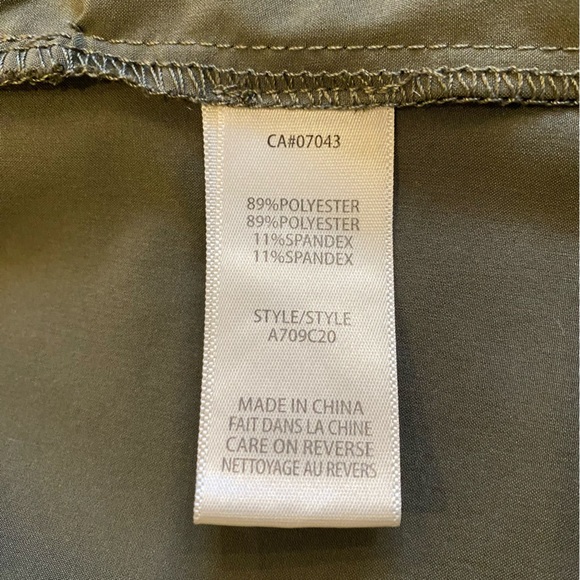 CA#07043
89%POLYESTER
89%POLYESTER
11%SPANDEX
11%SPANDEX
STYLE/STYLE
A709C20
MADE IN CHINA
FAIT DANS LA CHINE
CARE ON REVERSE
NETTOYAGE AU REVERS